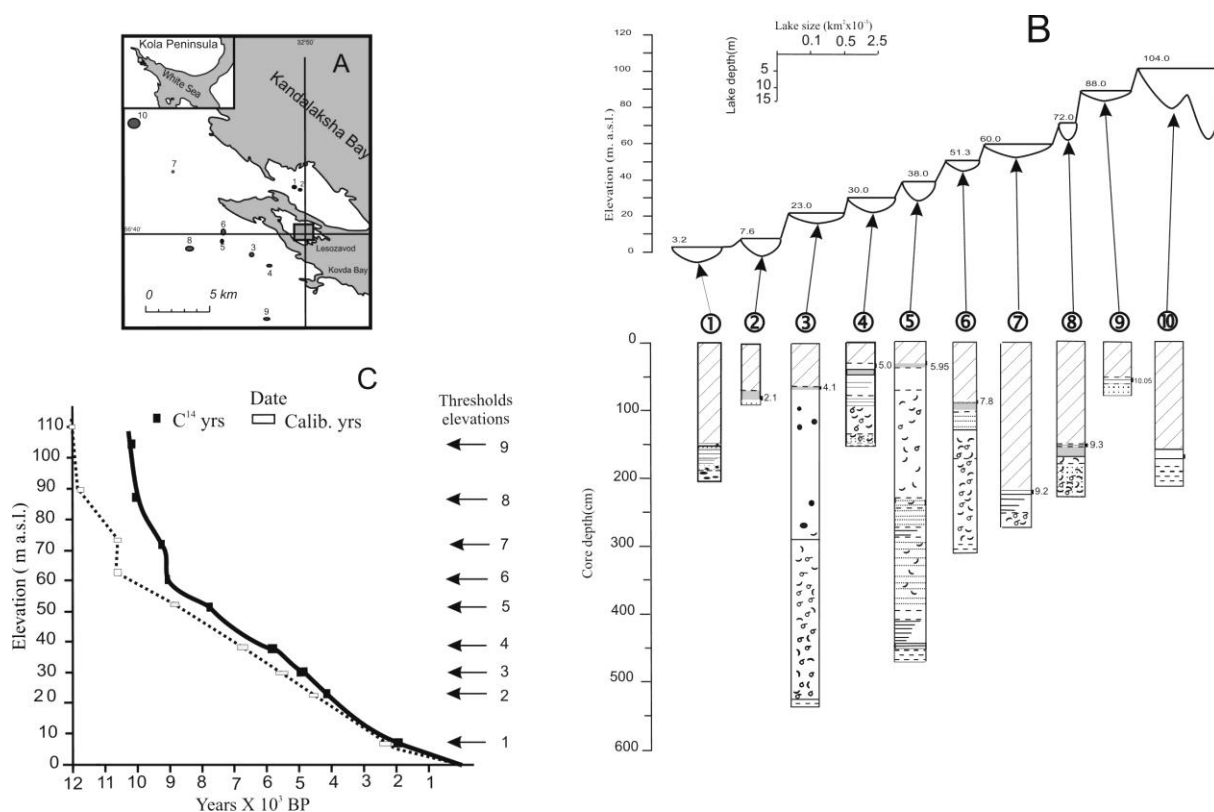 Kola Peninsula
White Sea
32°50'
A
Kandalaksha Bay
10
7
1
2
66°40'
6
5
8
3
4
9
Lesozavod
Kovda Bay
0 5 km
B
Lake size (km²x10⁻³)
0.1 0.5 2.5
Lake depth(m)
5
10
15
Elevation (m. a.s.l.)
120
100
80
60
40
20
0
3.2
7.6
23.0
30.0
38.0
51.3
60.0
72.0
88.0
104.0
① ② ③ ④ ⑤ ⑥ ⑦ ⑧ ⑨ ⑩
Core depth(cm)
0
100
200
300
400
500
600
2.1
4.1
5.0
5.95
7.8
9.2
9.3
10.05
C
Date
C¹⁴ yrs
Calib. yrs
Thresholds
elevations
Elevation ( m a.s.l.)
110
100
90
80
70
60
50
40
30
20
10
0
9
8
7
6
5
4
3
2
1
12 11 10 9 8 7 6 5 4 3 2 1
Years X 10³ BP